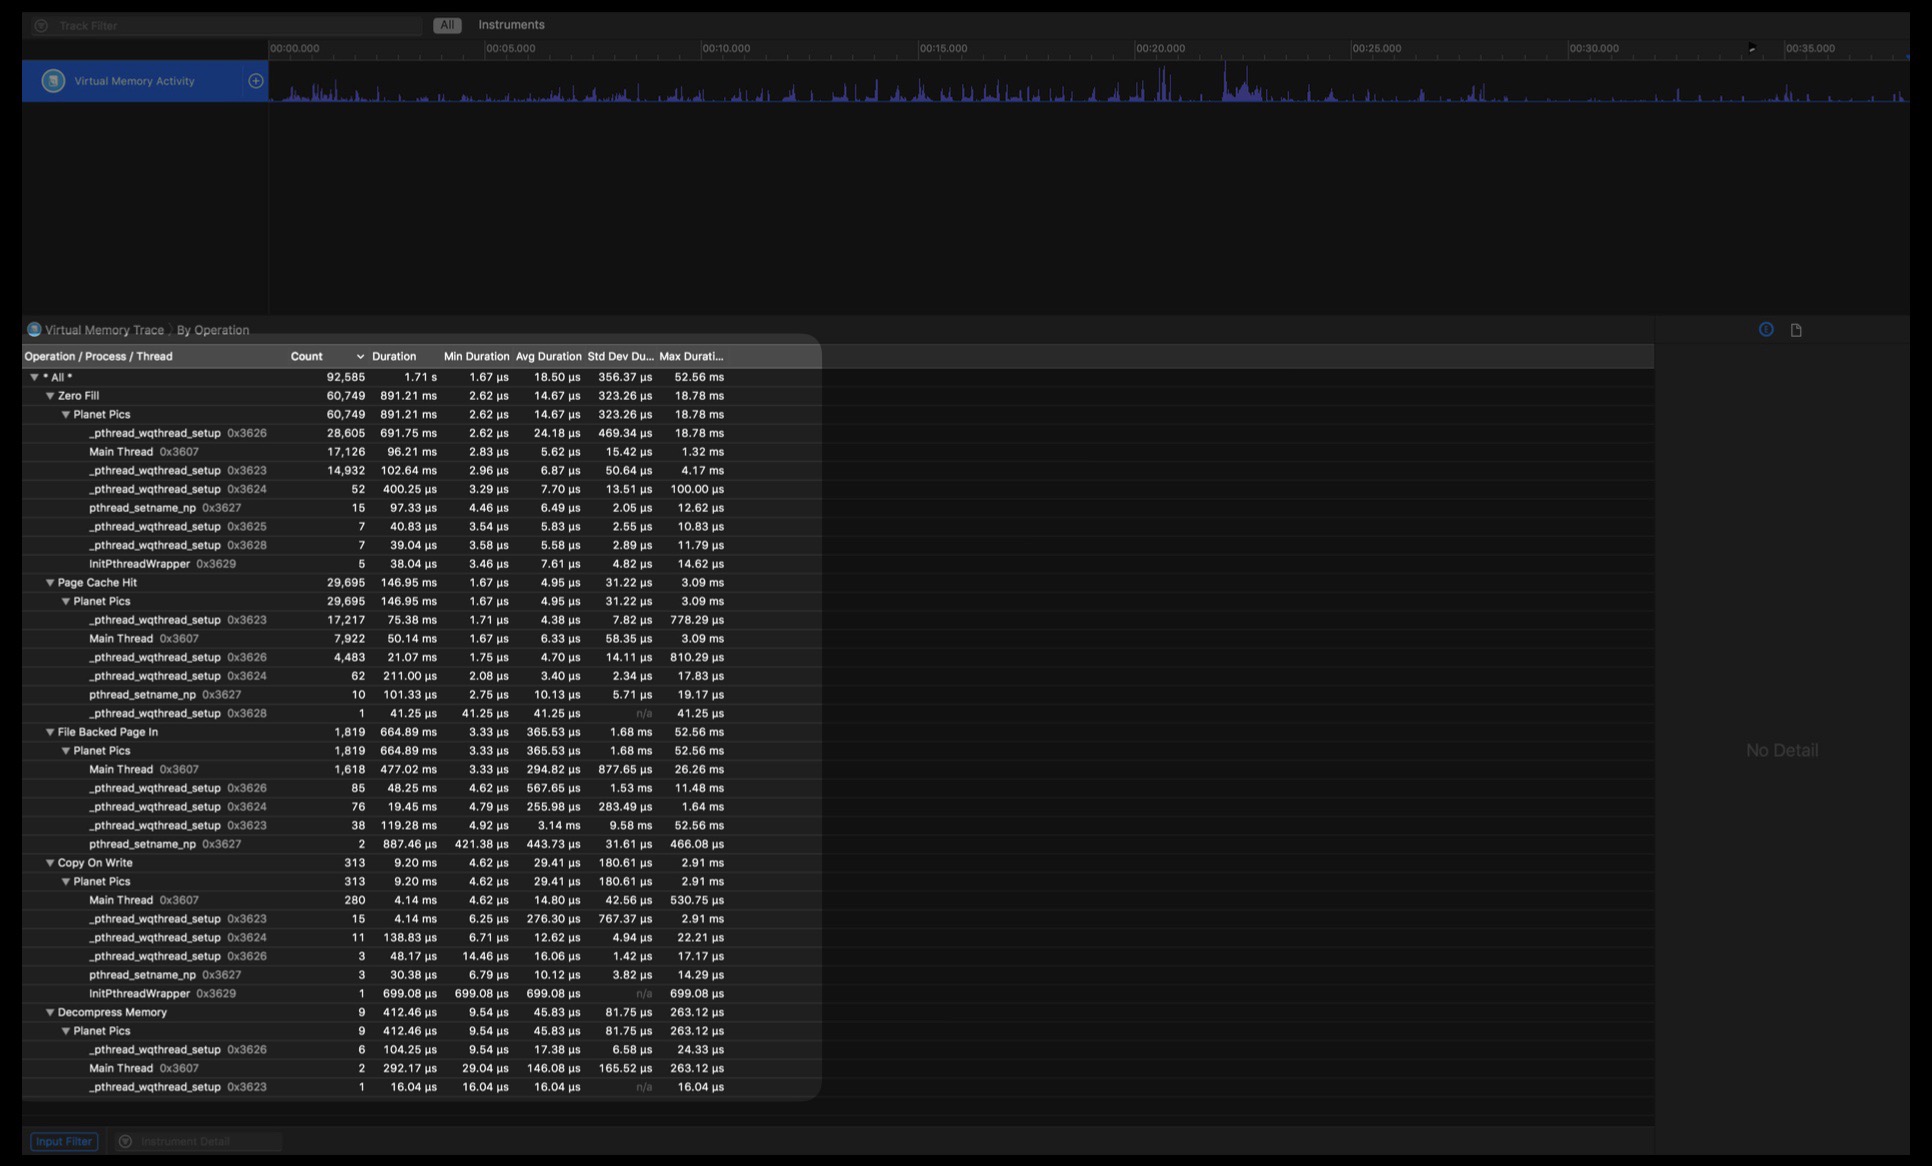 Track Filter All Instruments
00:00.000 00:05.000 00:10.000 00:15.000 00:20.000 00:25.000 00:30.000 00:35.000
Virtual Memory Activity
Virtual Memory Trace By Operation
Operation / Process / Thread Count Duration Min Duration Avg Duration Std Dev Du... Max Durati...
* All * 92,585 1.71 s 1.67 µs 18.50 µs 356.37 µs 52.56 ms
Zero Fill 60,749 891.21 ms 2.62 µs 14.67 µs 323.26 µs 18.78 ms
Planet Pics 60,749 891.21 ms 2.62 µs 14.67 µs 323.26 µs 18.78 ms
_pthread_wqthread_setup 0x3626 28,605 691.75 ms 2.62 µs 24.18 µs 469.34 µs 18.78 ms
Main Thread 0x3607 17,126 96.21 ms 2.83 µs 5.62 µs 15.42 µs 1.32 ms
_pthread_wqthread_setup 0x3623 14,932 102.64 ms 2.96 µs 6.87 µs 50.64 µs 4.17 ms
_pthread_wqthread_setup 0x3624 52 400.25 µs 3.29 µs 7.70 µs 13.51 µs 100.00 µs
pthread_setname_np 0x3627 15 97.33 µs 4.46 µs 6.49 µs 2.05 µs 12.62 µs
_pthread_wqthread_setup 0x3625 7 40.83 µs 3.54 µs 5.83 µs 2.55 µs 10.83 µs
_pthread_wqthread_setup 0x3628 7 39.04 µs 3.58 µs 5.58 µs 2.89 µs 11.79 µs
InitPthreadWrapper 0x3629 5 38.04 µs 3.46 µs 7.61 µs 4.82 µs 14.62 µs
Page Cache Hit 29,695 146.95 ms 1.67 µs 4.95 µs 31.22 µs 3.09 ms
Planet Pics 29,695 146.95 ms 1.67 µs 4.95 µs 31.22 µs 3.09 ms
_pthread_wqthread_setup 0x3623 17,217 75.38 ms 1.71 µs 4.38 µs 7.82 µs 778.29 µs
Main Thread 0x3607 7,922 50.14 ms 1.67 µs 6.33 µs 58.35 µs 3.09 ms
_pthread_wqthread_setup 0x3626 4,483 21.07 ms 1.75 µs 4.70 µs 14.11 µs 810.29 µs
_pthread_wqthread_setup 0x3624 62 211.00 µs 2.08 µs 3.40 µs 2.34 µs 17.83 µs
pthread_setname_np 0x3627 10 101.33 µs 2.75 µs 10.13 µs 5.71 µs 19.17 µs
_pthread_wqthread_setup 0x3628 1 41.25 µs 41.25 µs 41.25 µs n/a 41.25 µs
File Backed Page In 1,819 664.89 ms 3.33 µs 365.53 µs 1.68 ms 52.56 ms
Planet Pics 1,819 664.89 ms 3.33 µs 365.53 µs 1.68 ms 52.56 ms
Main Thread 0x3607 1,618 477.02 ms 3.33 µs 294.82 µs 877.65 µs 26.26 ms
_pthread_wqthread_setup 0x3626 85 48.25 ms 4.62 µs 567.65 µs 1.53 ms 11.48 ms
_pthread_wqthread_setup 0x3624 76 19.45 ms 4.79 µs 255.98 µs 283.49 µs 1.64 ms
_pthread_wqthread_setup 0x3623 38 119.28 ms 4.92 µs 3.14 ms 9.58 ms 52.56 ms
pthread_setname_np 0x3627 2 887.46 µs 421.38 µs 443.73 µs 31.61 µs 466.08 µs
Copy On Write 313 9.20 ms 4.62 µs 29.41 µs 180.61 µs 2.91 ms
Planet Pics 313 9.20 ms 4.62 µs 29.41 µs 180.61 µs 2.91 ms
Main Thread 0x3607 280 4.14 ms 4.62 µs 14.80 µs 42.56 µs 530.75 µs
_pthread_wqthread_setup 0x3623 15 4.14 ms 6.25 µs 276.30 µs 767.37 µs 2.91 ms
_pthread_wqthread_setup 0x3624 11 138.83 µs 6.71 µs 12.62 µs 4.94 µs 22.21 µs
_pthread_wqthread_setup 0x3626 3 48.17 µs 14.46 µs 16.06 µs 1.42 µs 17.17 µs
pthread_setname_np 0x3627 3 30.38 µs 6.79 µs 10.12 µs 3.82 µs 14.29 µs
InitPthreadWrapper 0x3629 1 699.08 µs 699.08 µs 699.08 µs n/a 699.08 µs
Decompress Memory 9 412.46 µs 9.54 µs 45.83 µs 81.75 µs 263.12 µs
Planet Pics 9 412.46 µs 9.54 µs 45.83 µs 81.75 µs 263.12 µs
_pthread_wqthread_setup 0x3626 6 104.25 µs 9.54 µs 17.38 µs 6.58 µs 24.33 µs
Main Thread 0x3607 2 292.17 µs 29.04 µs 146.08 µs 165.52 µs 263.12 µs
_pthread_wqthread_setup 0x3623 1 16.04 µs 16.04 µs 16.04 µs n/a 16.04 µs
No Detail
Input Filter Instrument Detail